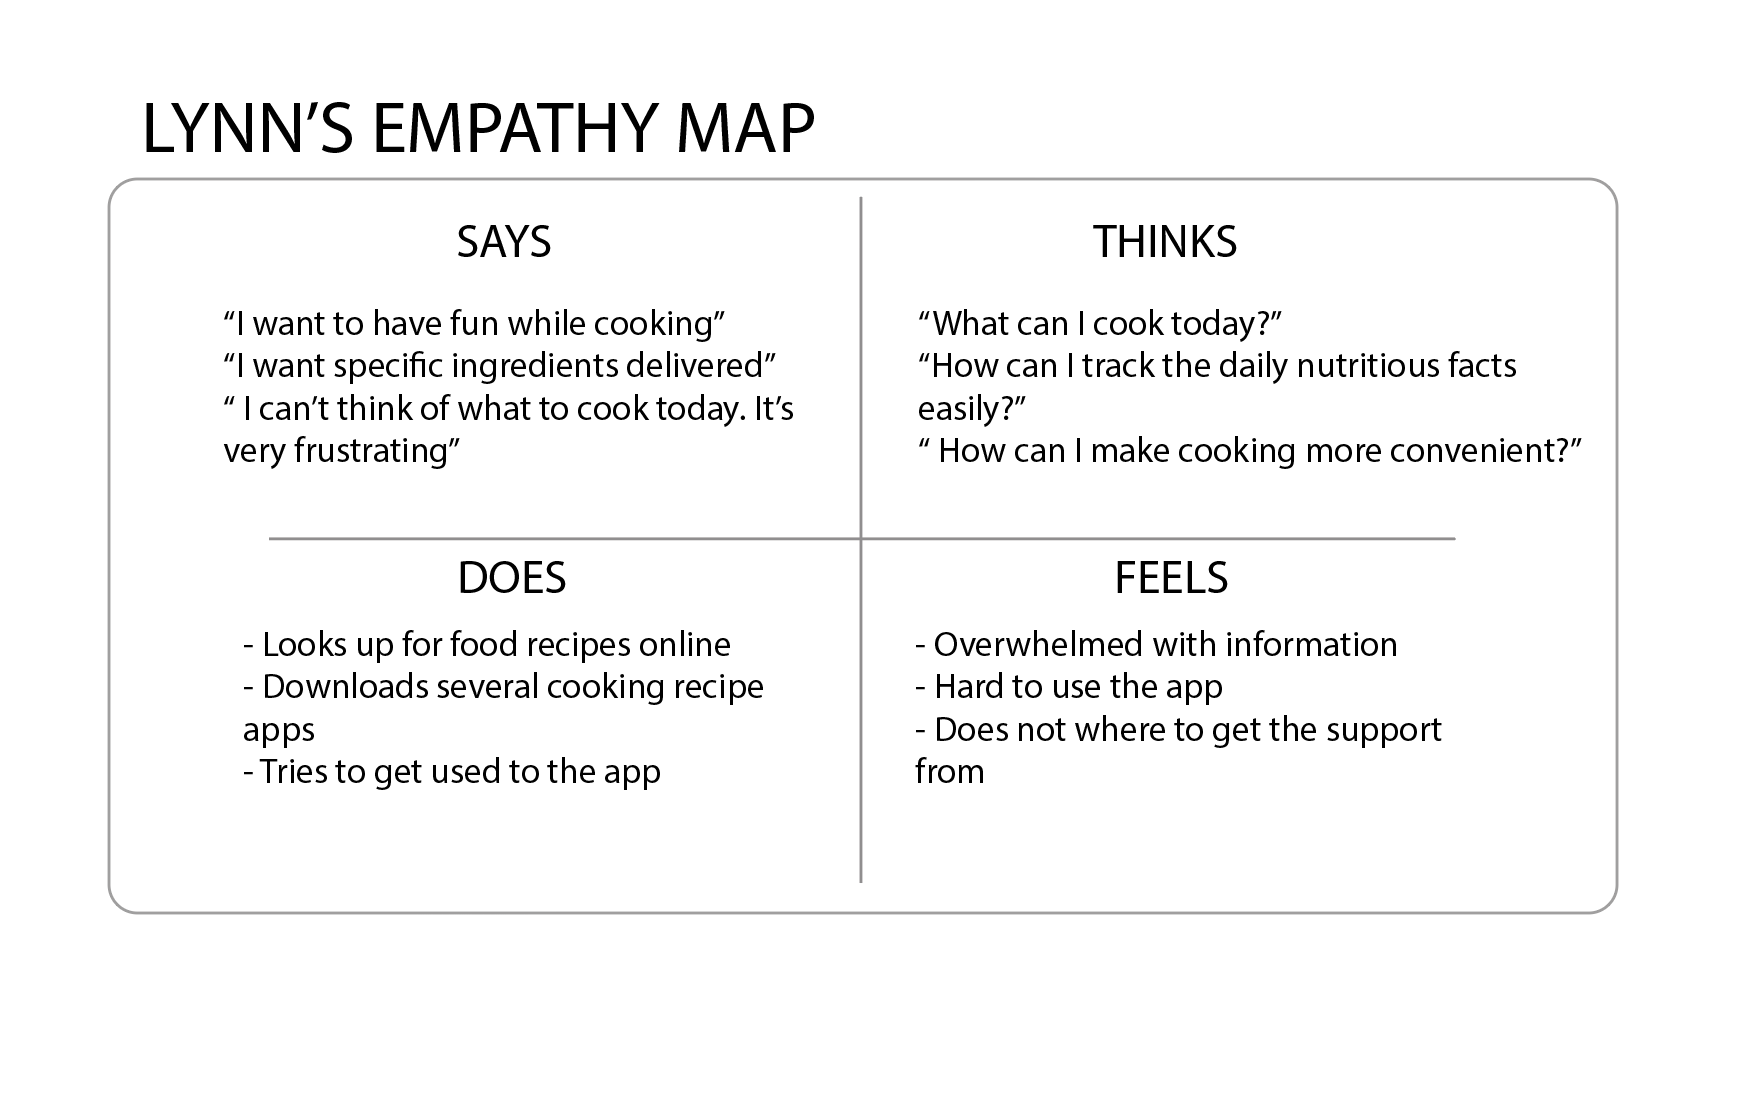 LYNN’S EMPATHY MAP
SAYS
“I want to have fun while cooking”
“I want specific ingredients delivered”
“ I can’t think of what to cook today. It’s
very frustrating”
THINKS
“What can I cook today?”
“How can I track the daily nutritious facts
easily?”
“ How can I make cooking more convenient?”
DOES
- Looks up for food recipes online
- Downloads several cooking recipe
apps
- Tries to get used to the app
FEELS
- Overwhelmed with information
- Hard to use the app
- Does not where to get the support
from